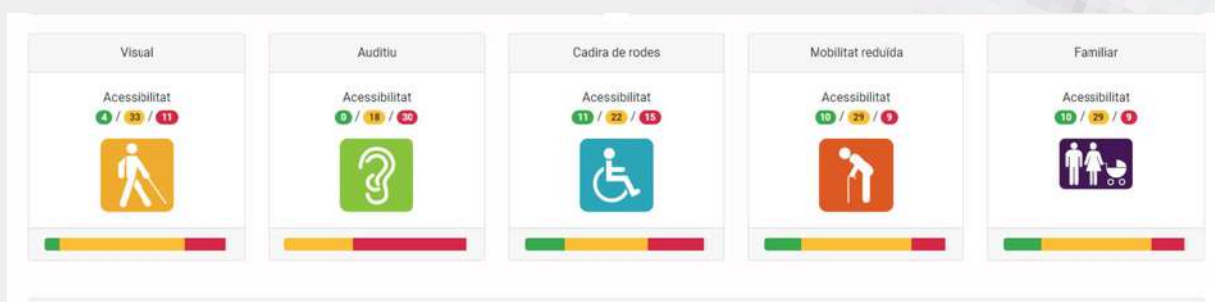 Visual
Acessibilitat
4 / 33 / 11
Auditiu
Acessibilitat
0 / 18 / 30
Cadira de rodes
Acessibilitat
11 / 22 / 15
Mobilitat reduïda
Acessibilitat
10 / 29 / 9
Familiar
Acessibilitat
10 / 29 / 9